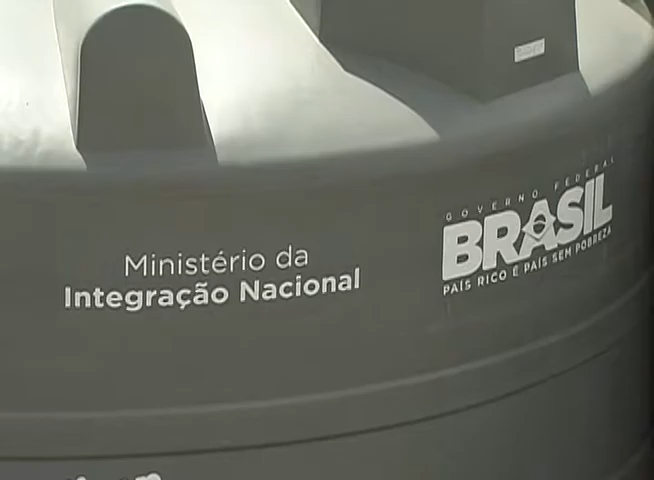 Ministério da
Integração Nacional
GOVERNO FEDERAL
BRASIL
PAÍS RICO É PAÍS SEM POBREZA